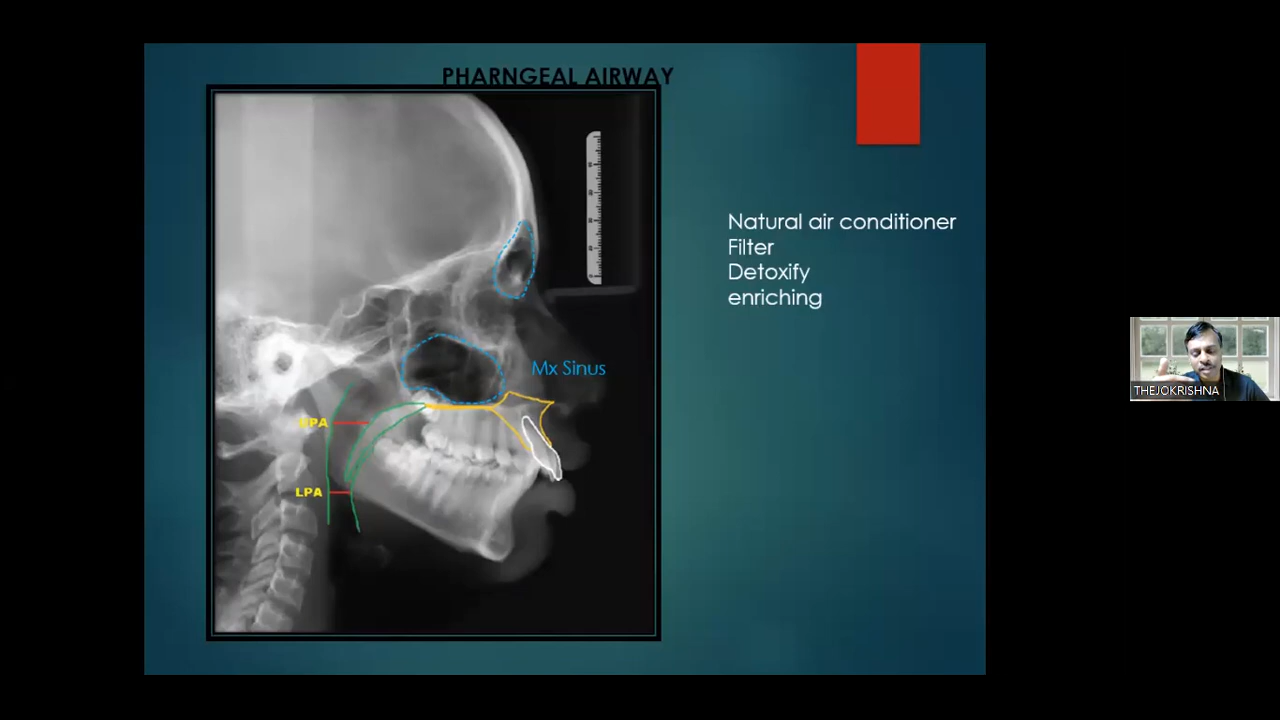 PHARNGEAL AIRWAY
Natural air conditioner
Filter
Detoxify
enriching
Mx Sinus
UPA
LPA
THEJOKRISHNA